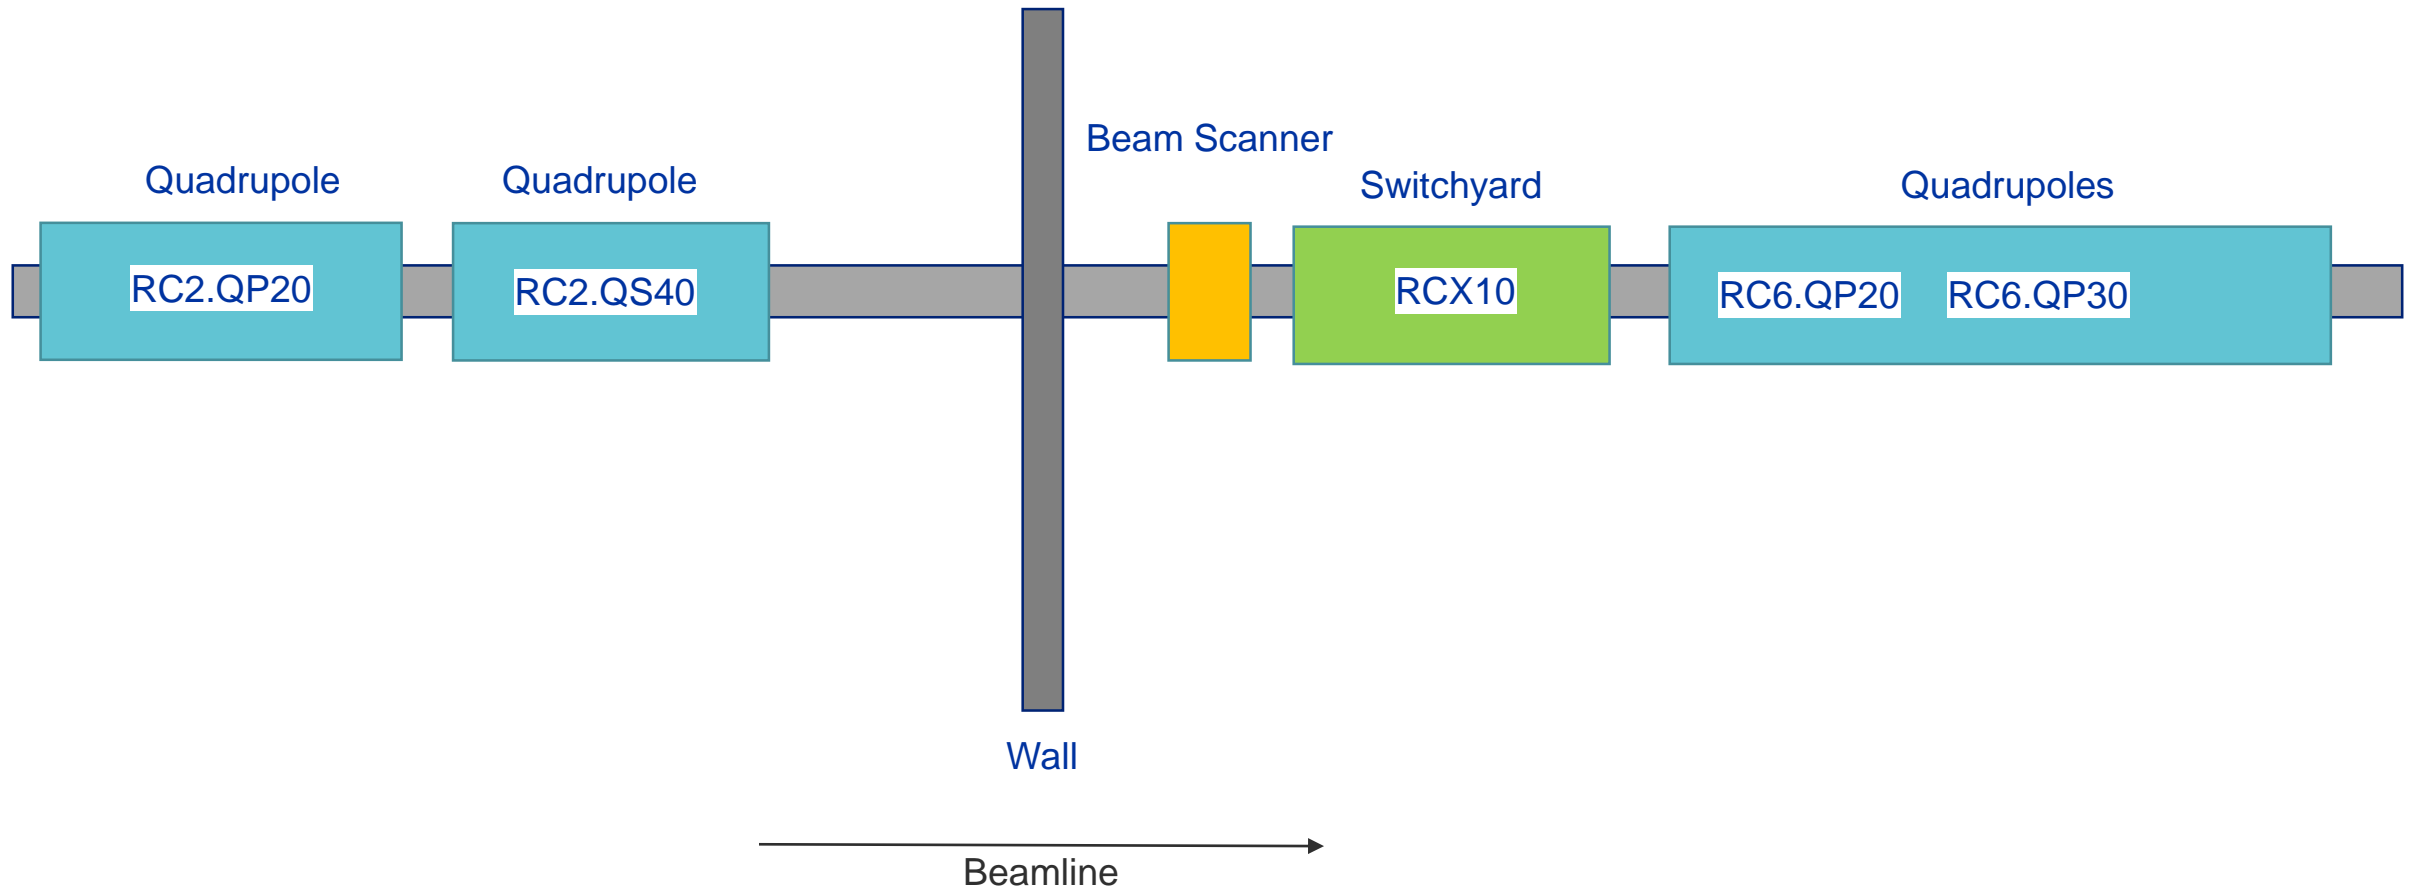 Beam Scanner
Quadrupole
Quadrupole
Switchyard
Quadrupoles
RC2.QP20
RC2.QS40
RCX10
RC6.QP20
RC6.QP30
Wall
Beamline